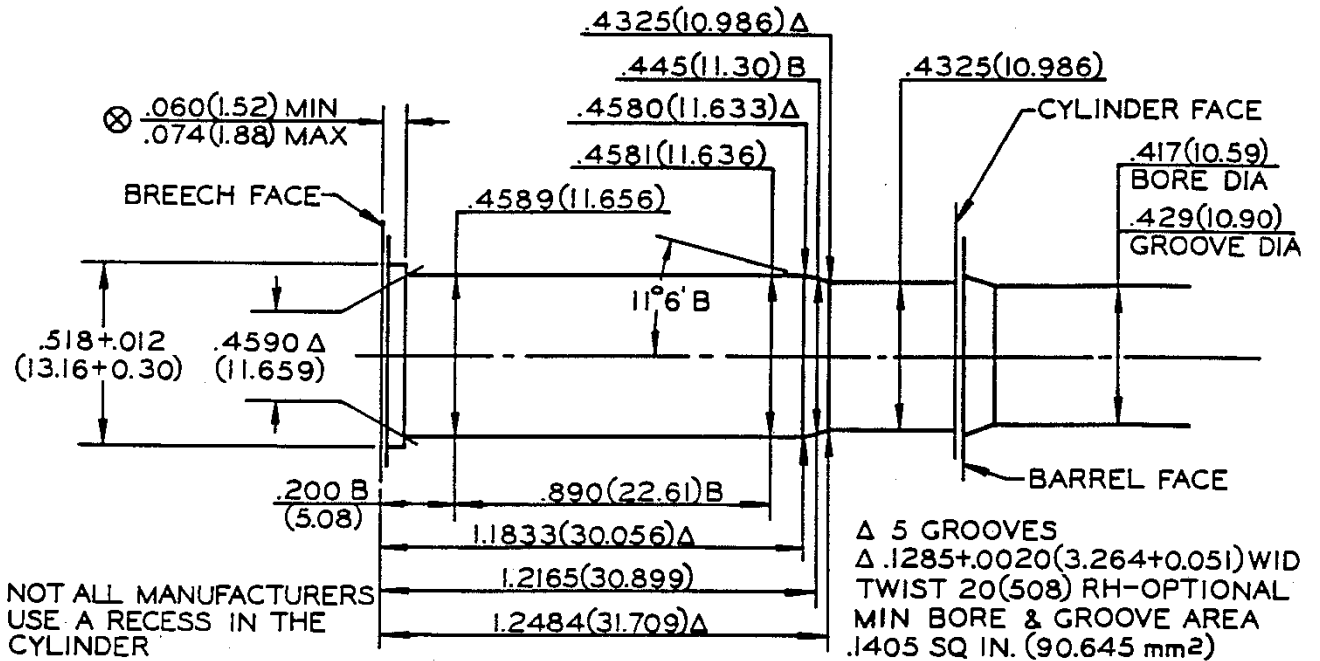 .4325(10.986) Δ
.445(11.30) B
.4325(10.986)
⊗ .060(1.52) MIN
.074(1.88) MAX
.4580(11.633) Δ
CYLINDER FACE
.4581(11.636)
.417(10.59)
BORE DIA
BREECH FACE
.4589(11.656)
.429(10.90)
GROOVE DIA
11°6' B
.518+.012
(13.16+0.30)
.4590 Δ
(11.659)
BARREL FACE
.200 B
(5.08)
.890(22.61) B
1.1833(30.056) Δ
1.2165(30.899)
1.2484(31.709) Δ
NOT ALL MANUFACTURERS
USE A RECESS IN THE
CYLINDER
Δ 5 GROOVES
Δ .1285+.0020(3.264+0.051) WID
TWIST 20(508) RH-OPTIONAL
MIN BORE & GROOVE AREA
.1405 SQ IN. (90.645 mm2)